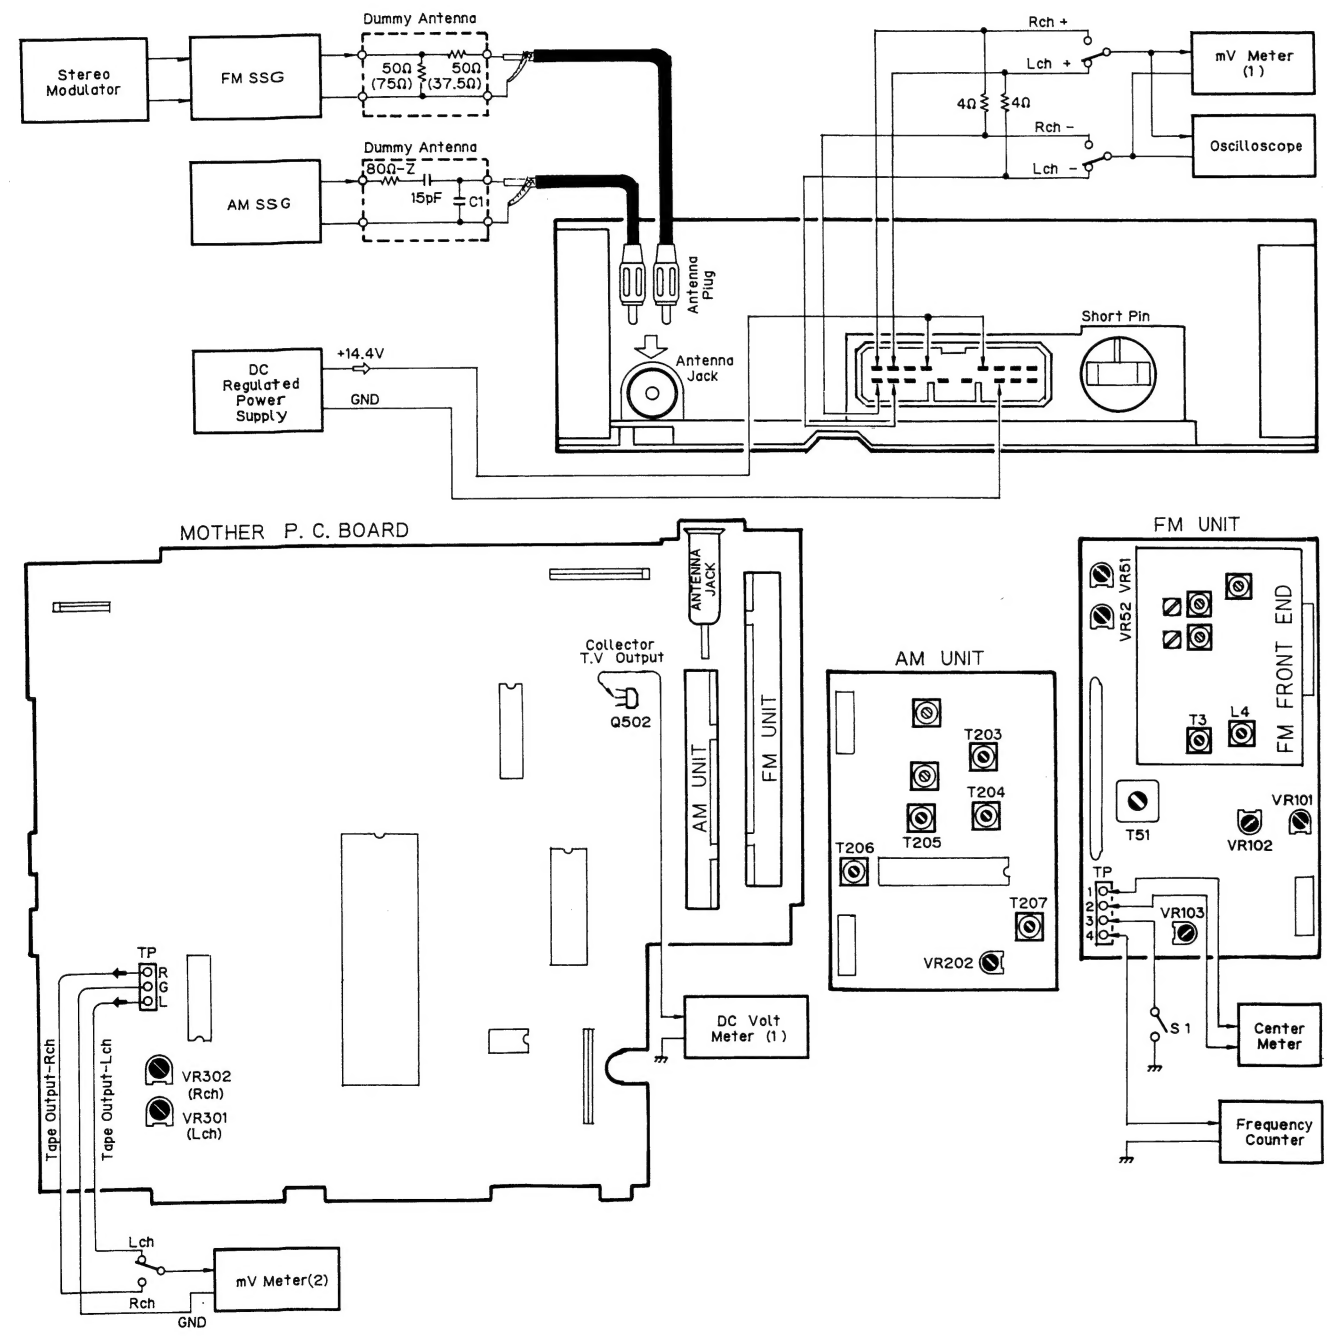 Dummy Antenna
Stereo
Modulator
FM SSG
50Ω
(75Ω)
50Ω
(37.5Ω)
Dummy Antenna
AM SSG
80Ω-Z
15pF
C1
Rch +
Lch +
4Ω
4Ω
Rch -
Lch -
mV Meter
(1)
Oscilloscope
Antenna
Plug
Antenna
Jack
Short Pin
DC
Regulated
Power
Supply
+14.4V
GND
MOTHER P. C. BOARD
ANTENNA
JACK
Collector
T.V Output
Q502
AM UNIT
FM UNIT
TP
R
G
L
VR302
(Rch)
VR301
(Lch)
Tape Output-Rch
Tape Output-Lch
DC Volt
Meter (1)
Lch
Rch
GND
mV Meter(2)
AM UNIT
T203
T204
T205
T206
T207
VR202
FM UNIT
VR51
VR52
FM FRONT END
T3
L4
T51
VR101
VR102
TP
1
2
3
4
VR103
S1
Center
Meter
Frequency
Counter